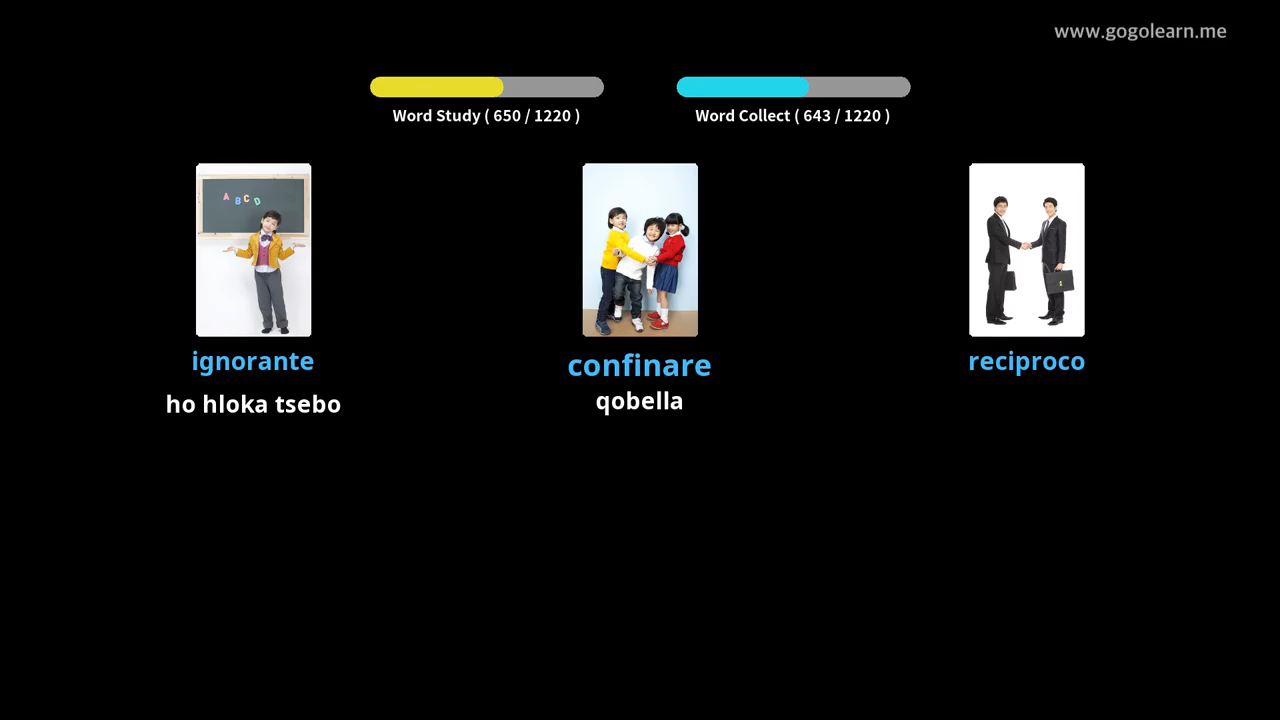 www.gogolearn.me
Word Study ( 650 / 1220 )
Word Collect ( 643 / 1220 )
A B C D
ignorante
confinare
reciproco
ho hloka tsebo
qobella